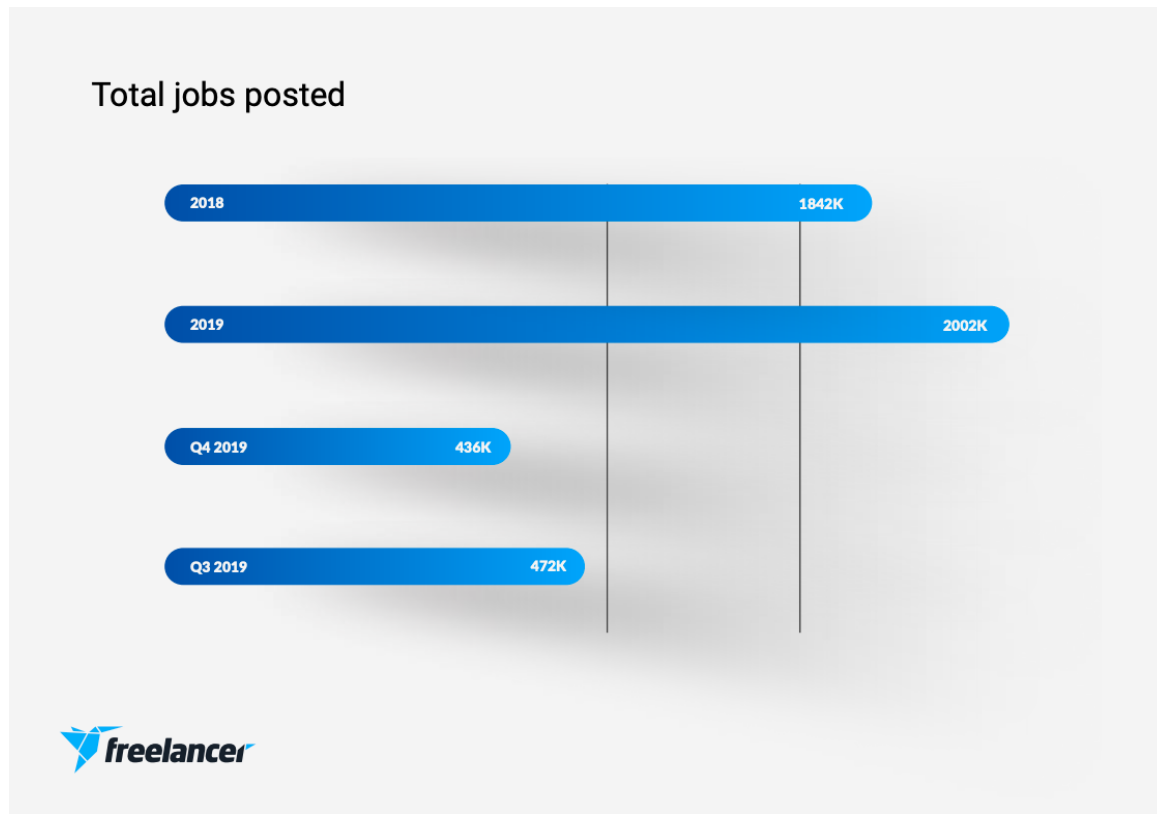 Total jobs posted
2018 1842K
2019 2002K
Q4 2019 436K
Q3 2019 472K
freelancer